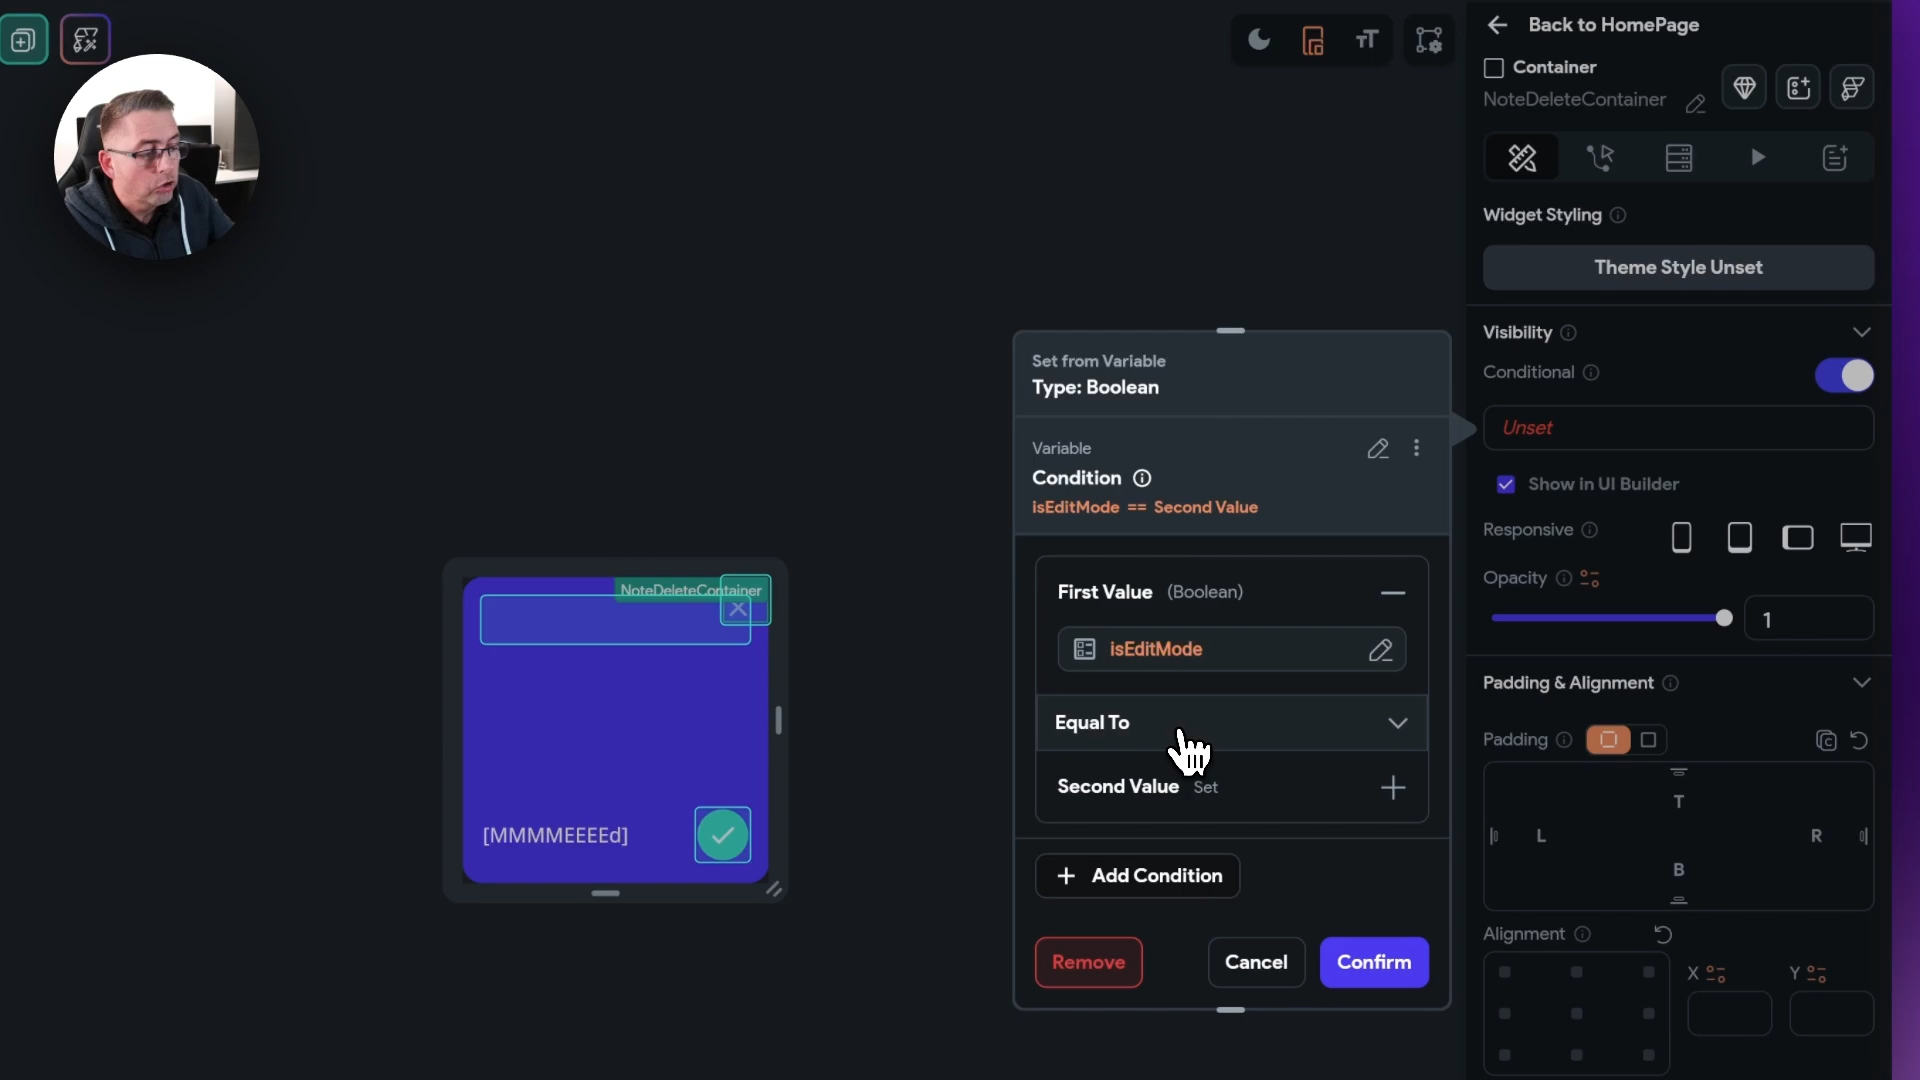 Back to HomePage
Container
NoteDeleteContainer
Widget Styling
Theme Style Unset
Visibility
Conditional
Unset
Show in UI Builder
Responsive
Opacity
1
Padding & Alignment
Padding
T
L
R
B
Alignment
X
Y
Set from Variable
Type: Boolean
Variable
Condition
isEditMode == Second Value
First Value (Boolean)
isEditMode
Equal To
Second Value Set
Add Condition
Remove
Cancel
Confirm
NoteDeleteContainer
[MMMMEEEEd]